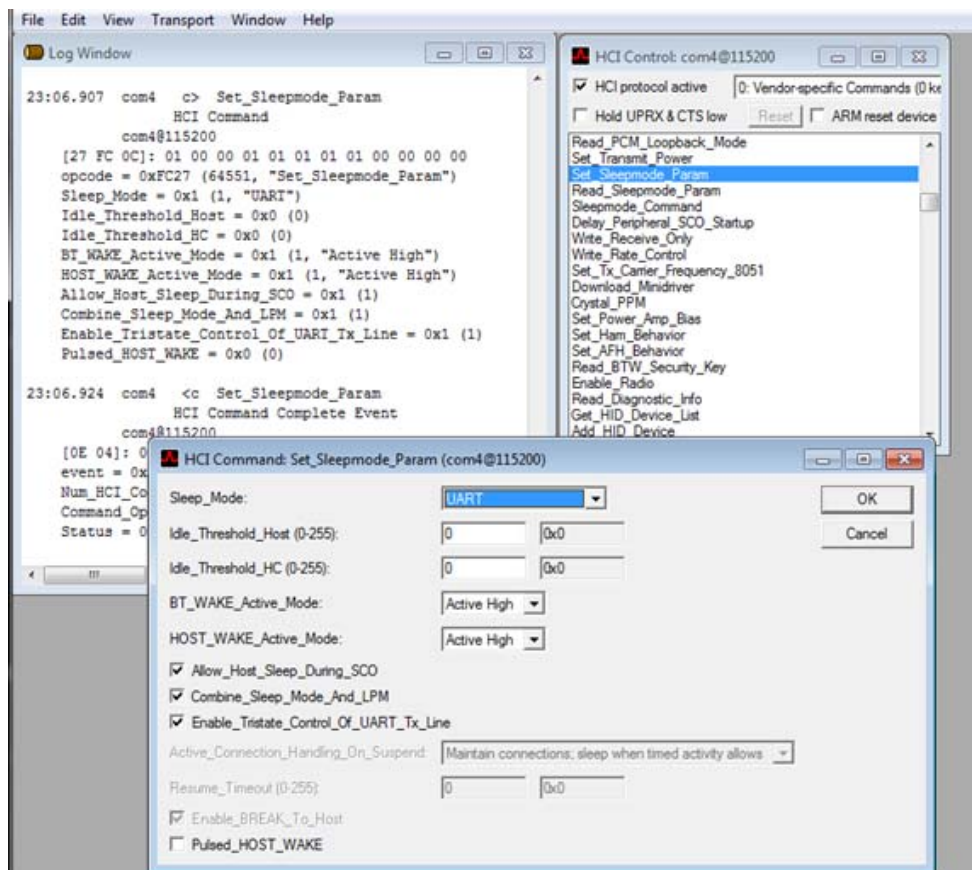 File Edit View Transport Window Help
Log Window
23:06.907 com4 c> Set_Sleepmode_Param
HCI Command
com4@115200
[27 FC 0C]: 01 00 00 01 01 01 01 01 00 00 00 00
opcode = 0xFC27 (64551, "Set_Sleepmode_Param")
Sleep_Mode = 0x1 (1, "UART")
Idle_Threshold_Host = 0x0 (0)
Idle_Threshold_HC = 0x0 (0)
BT_WAKE_Active_Mode = 0x1 (1, "Active High")
HOST_WAKE_Active_Mode = 0x1 (1, "Active High")
Allow_Host_Sleep_During_SCO = 0x1 (1)
Combine_Sleep_Mode_And_LPM = 0x1 (1)
Enable_Tristate_Control_Of_UART_Tx_Line = 0x1 (1)
Pulsed_HOST_WAKE = 0x0 (0)
23:06.924 com4 <c Set_Sleepmode_Param
HCI Command Complete Event
com4@115200
[0E 04]: 0
event = 0x
Num_HCI_Co
Command_Op
Status = 0
HCI Control: com4@115200
HCI protocol active 0: Vendor-specific Commands (0 ke
Hold UPRX & CTS low Reset ARM reset device
Read_PCM_Loopback_Mode
Set_Transmit_Power
Set_Sleepmode_Param
Read_Sleepmode_Param
Sleepmode_Command
Delay_Peripheral_SCO_Startup
Write_Receive_Only
Write_Rate_Control
Set_Tx_Carrier_Frequency_8051
Download_Minidriver
Crystal_PPM
Set_Power_Amp_Bias
Set_Ham_Behavior
Set_AFH_Behavior
Read_BTW_Security_Key
Enable_Radio
Read_Diagnostic_Info
Get_HID_Device_List
Add_HID_Device
HCI Command: Set_Sleepmode_Param (com4@115200)
Sleep_Mode: UART OK
Idle_Threshold_Host (0-255): 0 0x0 Cancel
Idle_Threshold_HC (0-255): 0 0x0
BT_WAKE_Active_Mode: Active High
HOST_WAKE_Active_Mode: Active High
Allow_Host_Sleep_During_SCO
Combine_Sleep_Mode_And_LPM
Enable_Tristate_Control_Of_UART_Tx_Line
Active_Connection_Handling_On_Suspend: Maintain connections; sleep when timed activity allows
Resume_Timeout (0-255): 0 0x0
Enable_BREAK_To_Host
Pulsed_HOST_WAKE